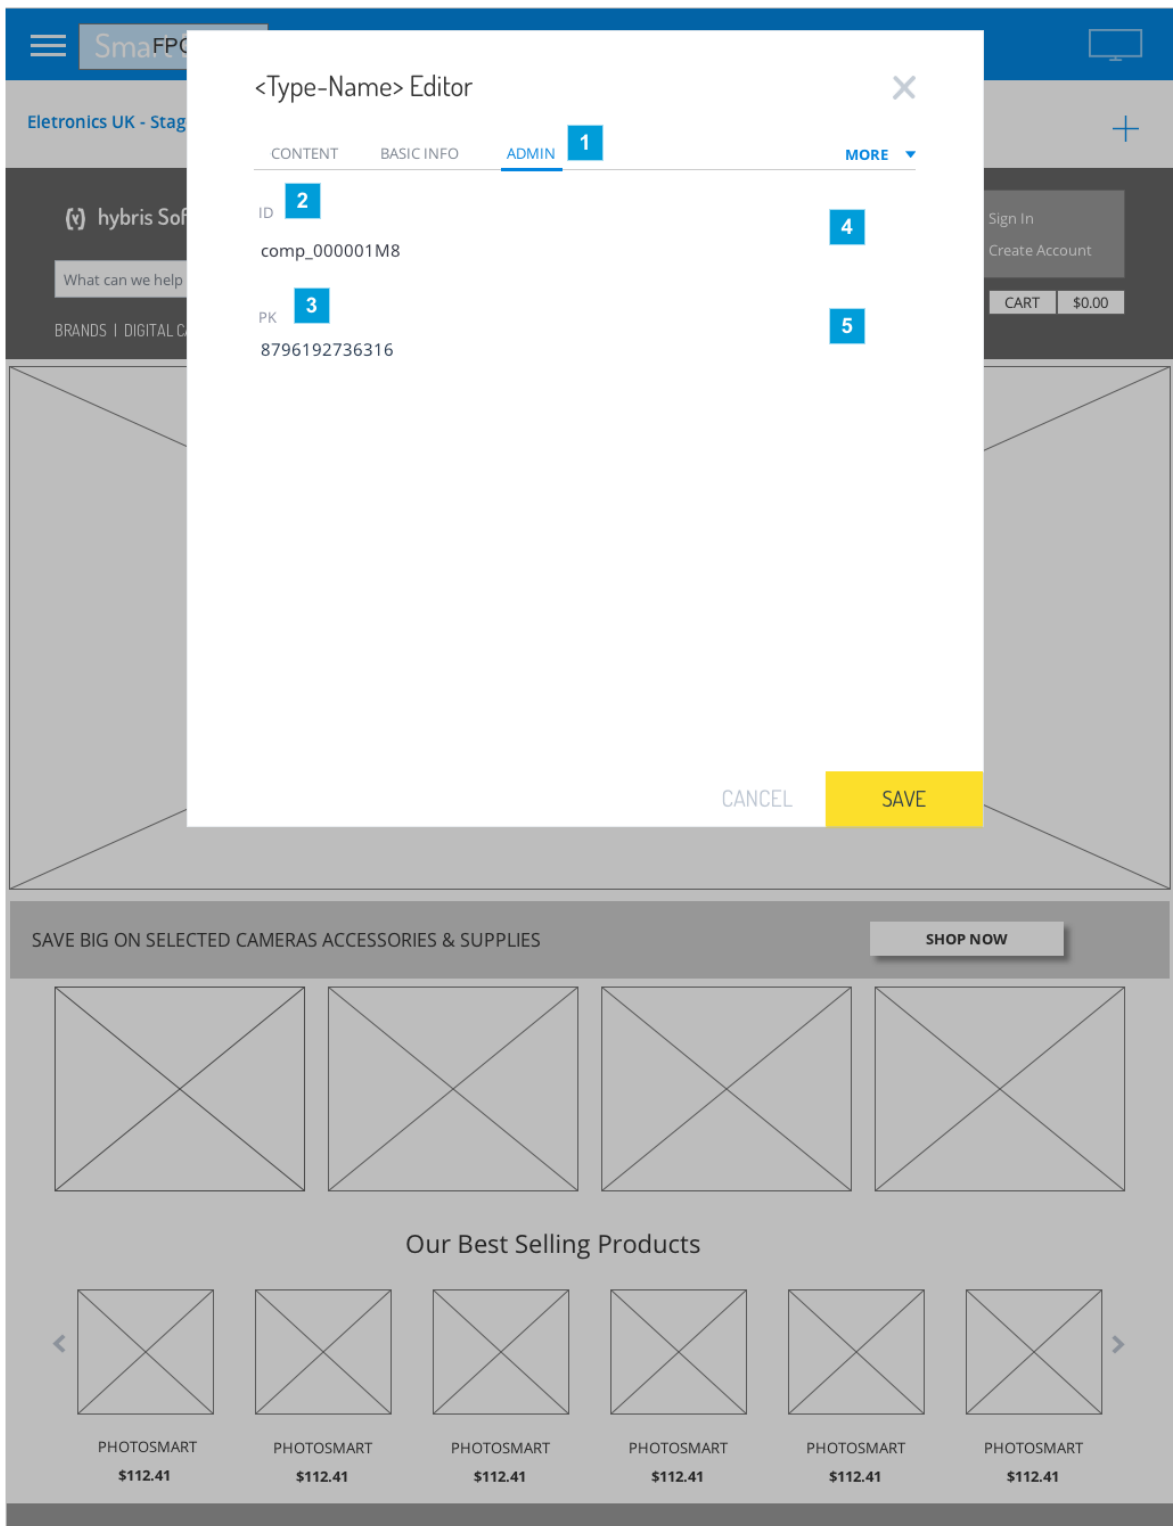 FPO
<Type-Name> Editor
Eletronics UK - Stag
1
CONTENT BASIC INFO ADMIN MORE
2
ID
4
comp_000001M8
3
PK
5
8796192736316
hybris Sof
What can we help
BRANDS | DIGITAL CA
Sign In
Create Account
CART $0.00
CANCEL SAVE
SAVE BIG ON SELECTED CAMERAS ACCESSORIES & SUPPLIES SHOP NOW
Our Best Selling Products
PHOTOSMART PHOTOSMART PHOTOSMART PHOTOSMART PHOTOSMART PHOTOSMART
$112.41 $112.41 $112.41 $112.41 $112.41 $112.41